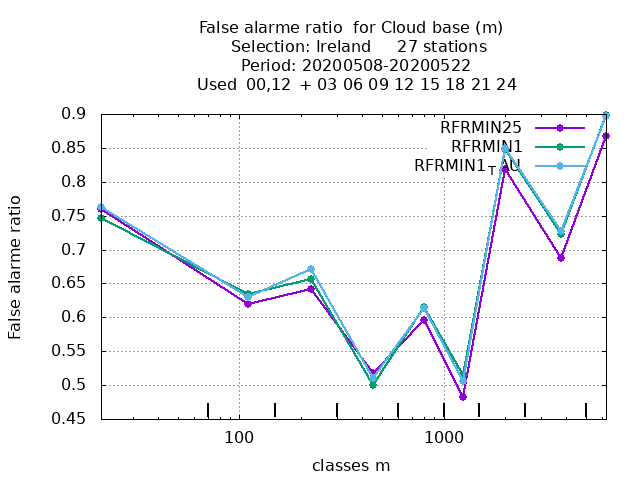 False alarme ratio  for Cloud base (m)
Selection: Ireland     27 stations
Period: 20200508-20200522
Used  00,12  + 03 06 09 12 15 18 21 24
RFRMIN25
RFRMIN1
RFRMIN1_TAU
0.9
0.85
0.8
0.75
0.7
0.65
0.6
0.55
0.5
0.45
False alarme ratio
100 1000
classes m